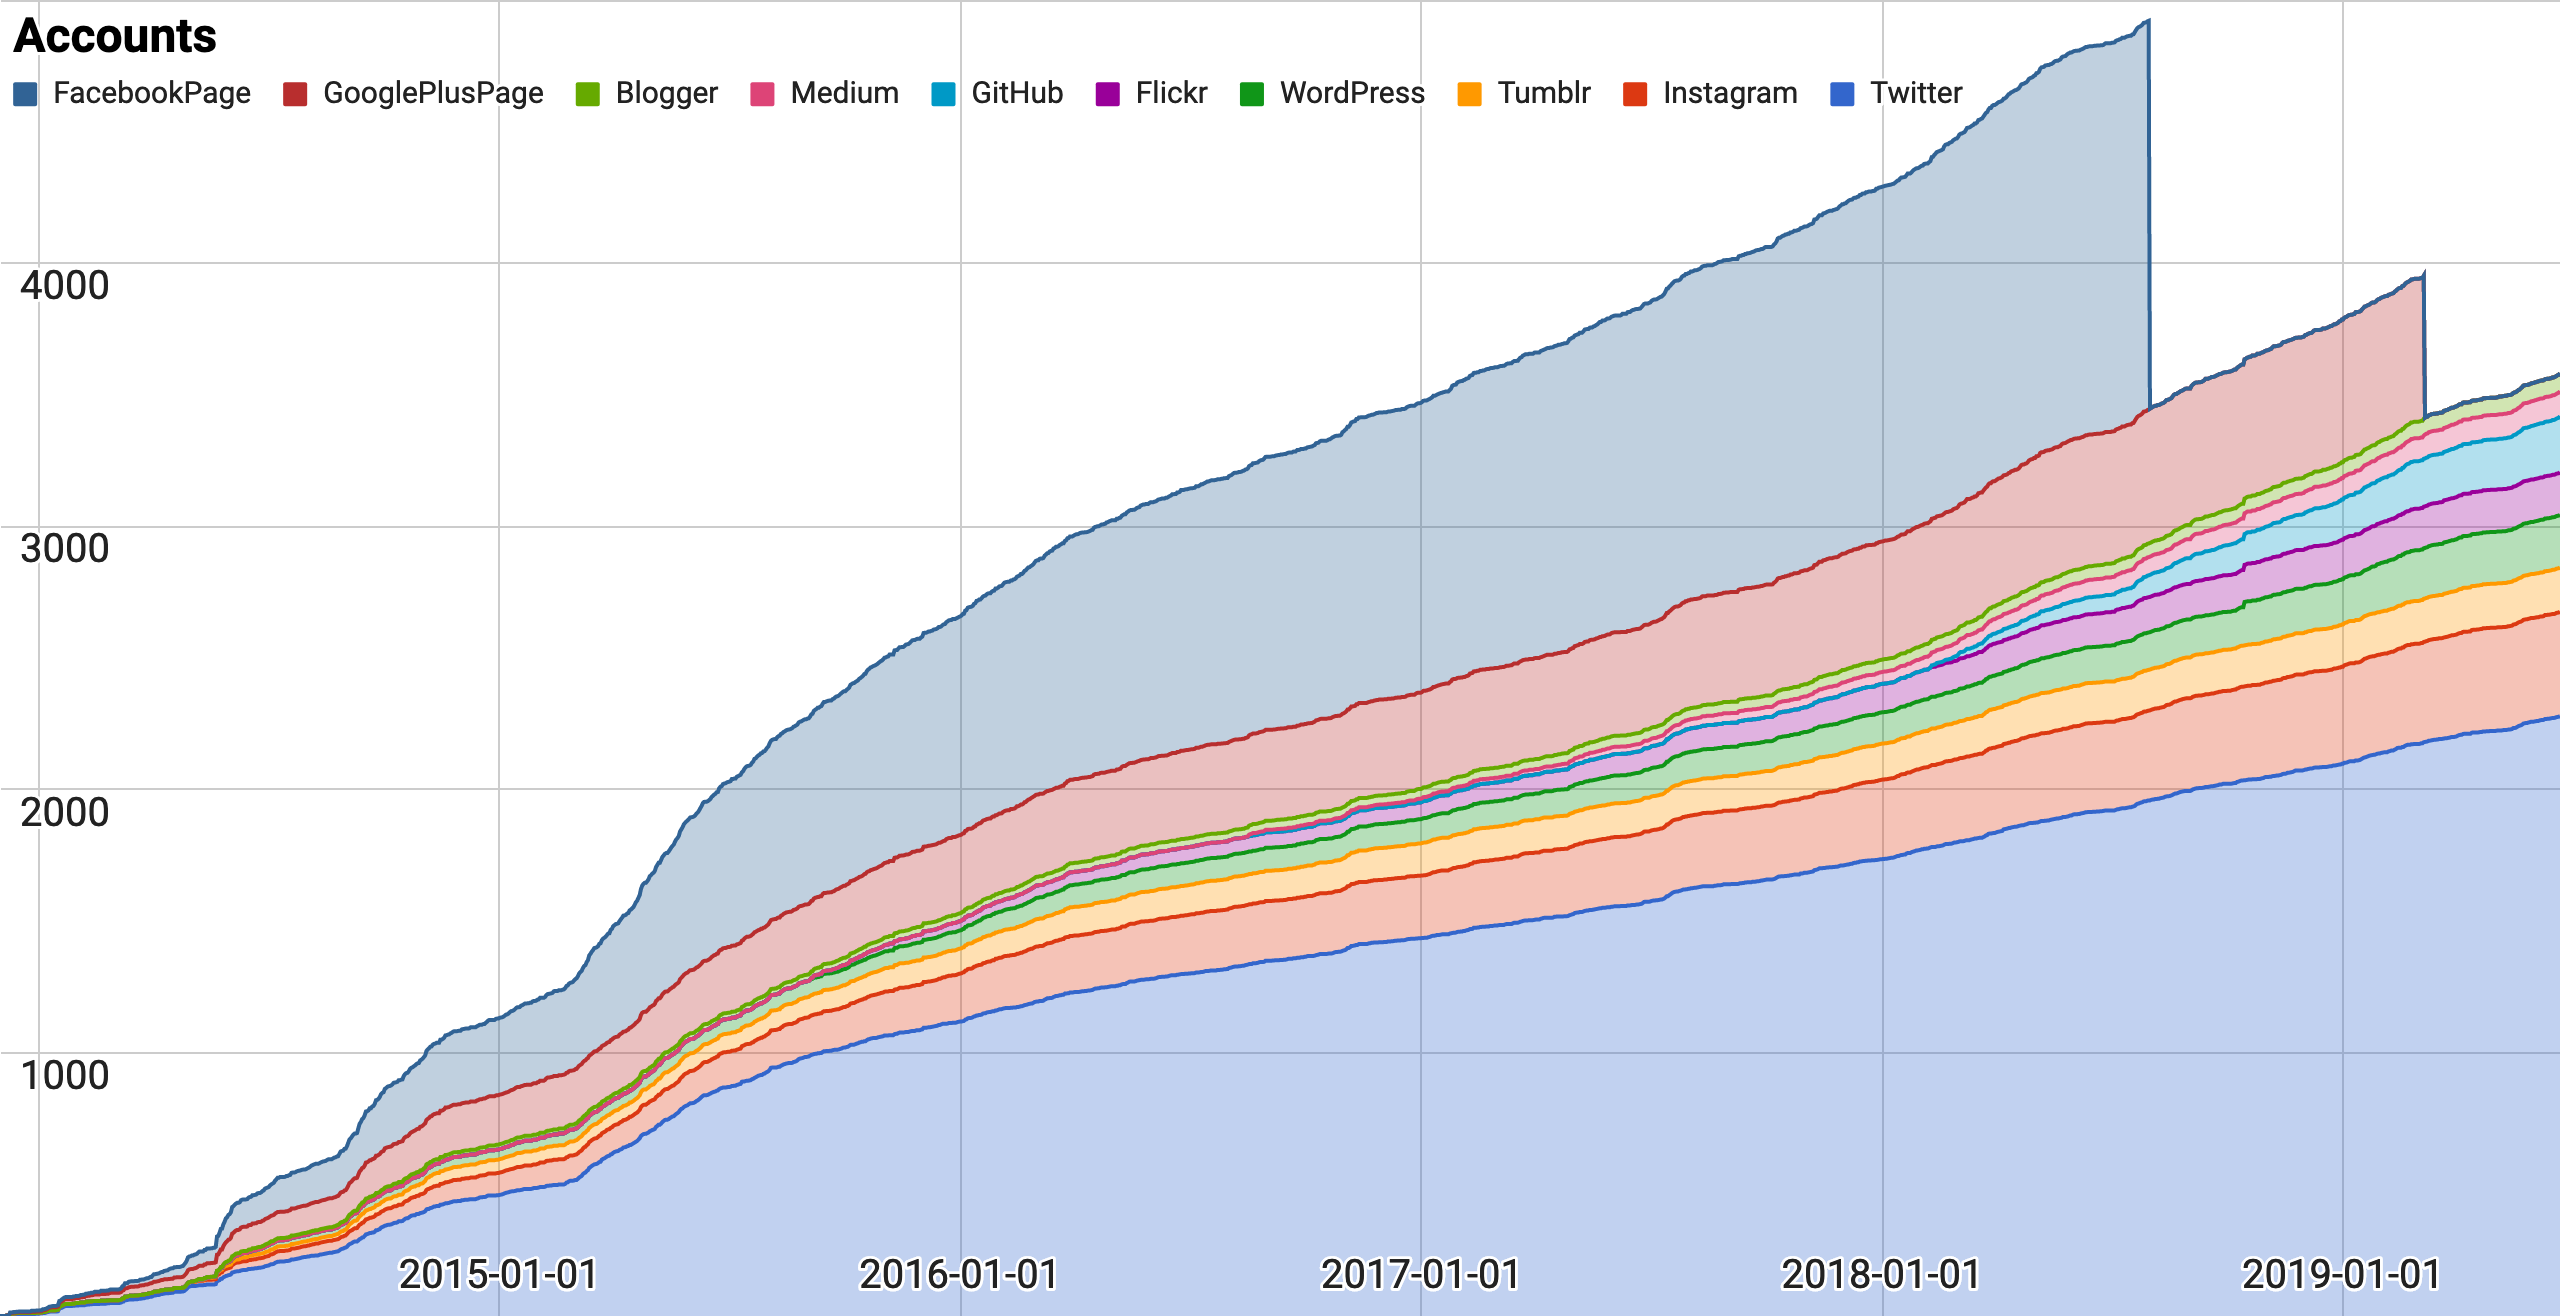 Accounts
FacebookPage GooglePlusPage Blogger Medium GitHub Flickr WordPress Tumblr Instagram Twitter
4000
3000
2000
1000
2015-01-01 2016-01-01 2017-01-01 2018-01-01 2019-01-01